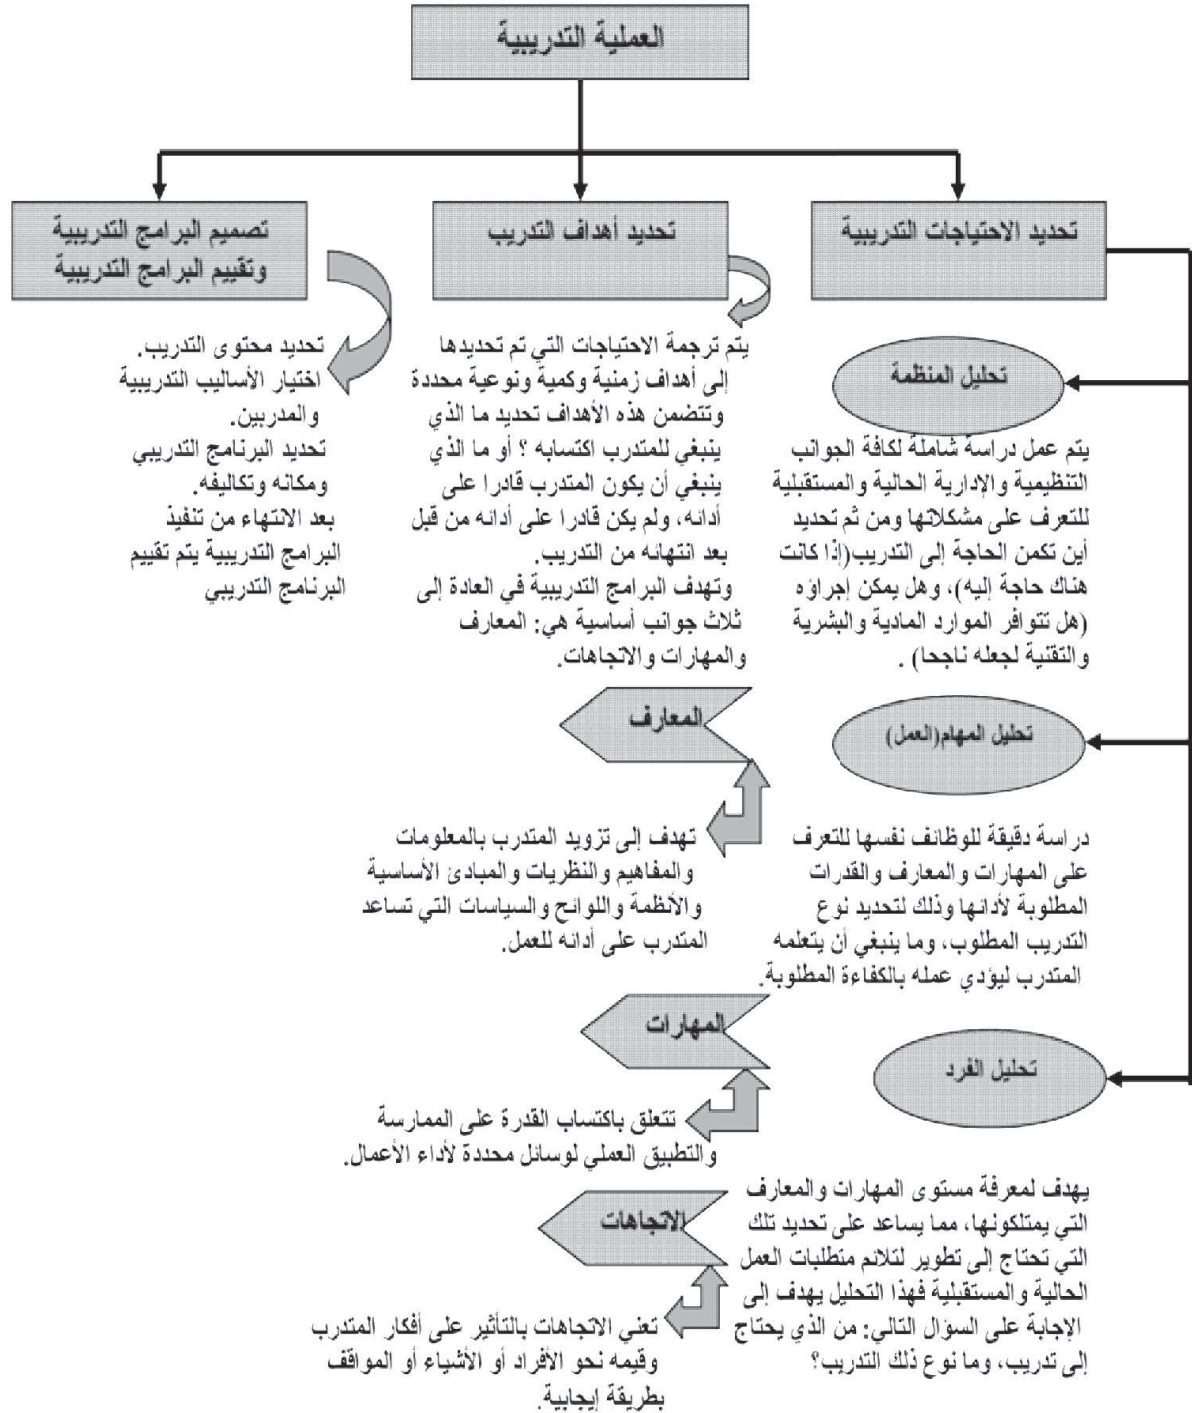 العملية التدريبية
تحديد الاحتياجات التدريبية
تحليل المنظمة
يتم عمل دراسة شاملة لكافة الجوانب
التنظيمية والإدارية الحالية والمستقبلية
للتعرف على مشكلاتها ومن ثم تحديد
أين تكمن الحاجة إلى التدريب(إذا كانت
هناك حاجة إليه)، وهل يمكن إجراؤه
(هل تتوافر الموارد المادية والبشرية
والتقنية لجعله ناجحا) .
تحليل المهام(العمل)
دراسة دقيقة للوظائف نفسها للتعرف
على المهارات والمعارف والقدرات
المطلوبة لأدائها وذلك لتحديد نوع
التدريب المطلوب، وما ينبغي أن يتعلمه
المتدرب ليؤدي عمله بالكفاءة المطلوبة.
تحليل الفرد
يهدف لمعرفة مستوى المهارات والمعارف
التي يمتلكونها، مما يساعد على تحديد تلك
التي تحتاج إلى تطوير لتلائم متطلبات العمل
الحالية والمستقبلية فهذا التحليل يهدف إلى
الإجابة على السؤال التالي: من الذي يحتاج
إلى تدريب، وما نوع ذلك التدريب؟
تحديد أهداف التدريب
يتم ترجمة الاحتياجات التي تم تحديدها
إلى أهداف زمنية وكمية ونوعية محددة
وتتضمن هذه الأهداف تحديد ما الذي
ينبغي للمتدرب اكتسابه ؟ أو ما الذي
ينبغي أن يكون المتدرب قادرا على
أدائه، ولم يكن قادرا على أدائه من قبل
بعد انتهائه من التدريب.
وتهدف البرامج التدريبية في العادة إلى
ثلاث جوانب أساسية هي: المعارف
والمهارات والاتجاهات.
المعارف
تهدف إلى تزويد المتدرب بالمعلومات
والمفاهيم والنظريات والمبادئ الأساسية
والأنظمة واللوائح والسياسات التي تساعد
المتدرب على أدائه للعمل.
المهارات
تتعلق باكتساب القدرة على الممارسة
والتطبيق العملي لوسائل محددة لأداء الأعمال.
الاتجاهات
تعني الاتجاهات بالتأثير على أفكار المتدرب
وقيمه نحو الأفراد أو الأشياء أو المواقف
بطريقة إيجابية.
تصميم البرامج التدريبية
وتقييم البرامج التدريبية
تحديد محتوى التدريب.
اختيار الأساليب التدريبية
والمدربين.
تحديد البرنامج التدريبي
ومكانه وتكاليفه.
بعد الانتهاء من تنفيذ
البرامج التدريبية يتم تقييم
البرنامج التدريبي